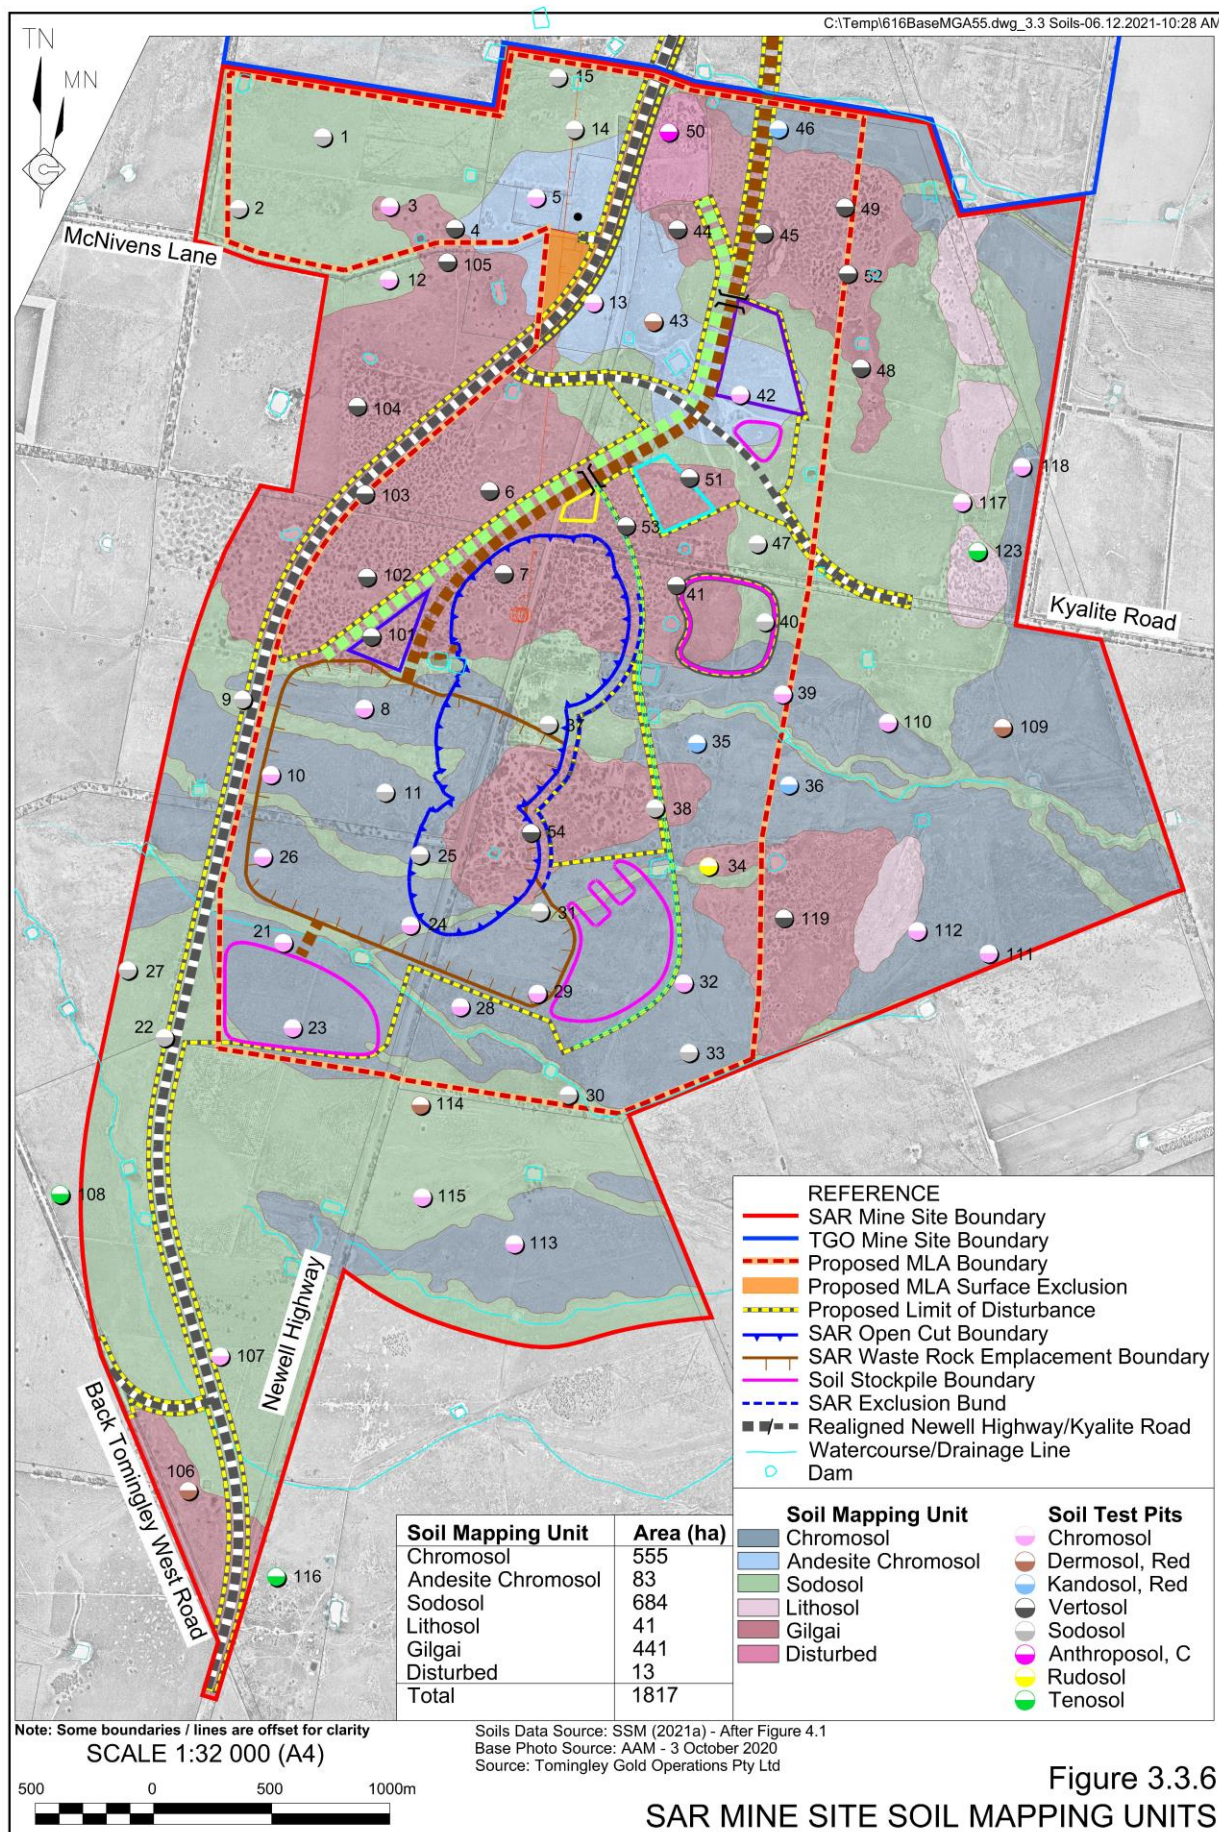 C:\Temp\616BaseMGA55.dwg_3.3 Soils-06.12.2021-10:28 AM
TN
MN
15
1
14
50
46
2
3
5
4
49
44
45
McNivens Lane
105
12
52
13
43
48
42
104
118
51
6
103
117
53
47
123
102
7
41
Kyalite Road
101
40
9
8
39
37
110
109
35
10
11
36
38
54
26
25
34
24
31
119
112
21
111
27
32
29
28
22
23
33
30
114
108
115
113
Newell Highway
107
Back Tomingley West Road
106
116
REFERENCE
SAR Mine Site Boundary
TGO Mine Site Boundary
Proposed MLA Boundary
Proposed MLA Surface Exclusion
Proposed Limit of Disturbance
SAR Open Cut Boundary
SAR Waste Rock Emplacement Boundary
Soil Stockpile Boundary
SAR Exclusion Bund
Realigned Newell Highway/Kyalite Road
Watercourse/Drainage Line
Dam
Soil Mapping Unit Area (ha)
Chromosol 555
Andesite Chromosol 83
Sodosol 684
Lithosol 41
Gilgai 441
Disturbed 13
Total 1817
Soil Mapping Unit
Chromosol
Andesite Chromosol
Sodosol
Lithosol
Gilgai
Disturbed
Soil Test Pits
Chromosol
Dermosol, Red
Kandosol, Red
Vertosol
Sodosol
Anthroposol, C
Rudosol
Tenosol
Note: Some boundaries / lines are offset for clarity
SCALE 1:32 000 (A4)
500 0 500 1000m
Soils Data Source: SSM (2021a) - After Figure 4.1
Base Photo Source: AAM - 3 October 2020
Source: Tomingley Gold Operations Pty Ltd
Figure 3.3.6
SAR MINE SITE SOIL MAPPING UNITS